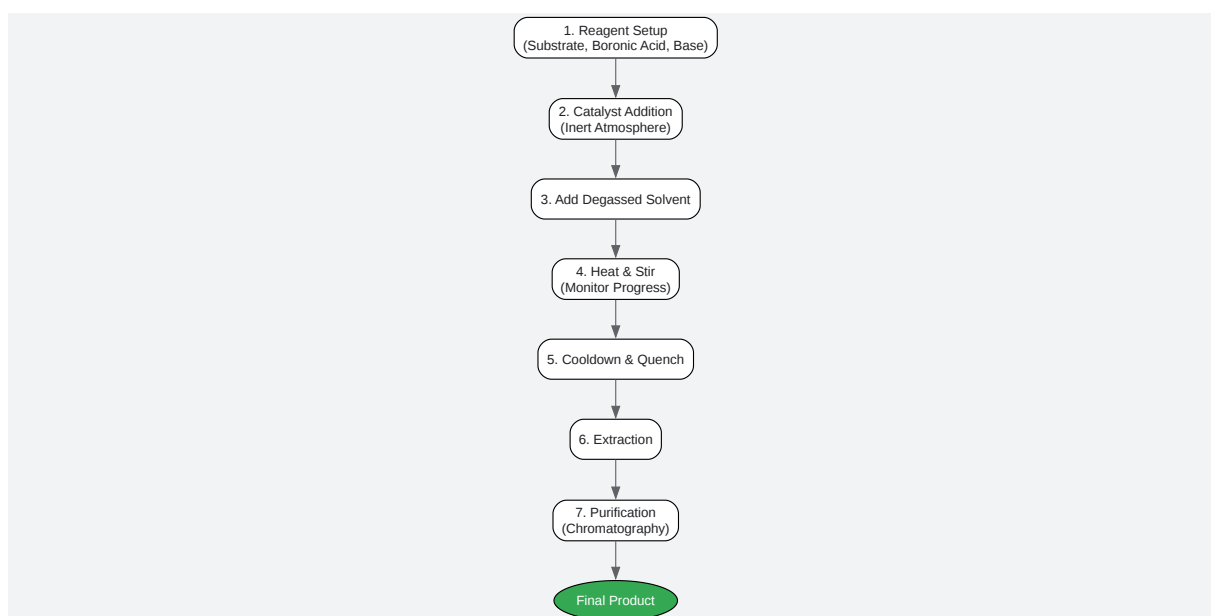 1. Reagent Setup
(Substrate, Boronic Acid, Base)
2. Catalyst Addition
(Inert Atmosphere)
3. Add Degassed Solvent
4. Heat & Stir
(Monitor Progress)
5. Cooldown & Quench
6. Extraction
7. Purification
(Chromatography)
Final Product